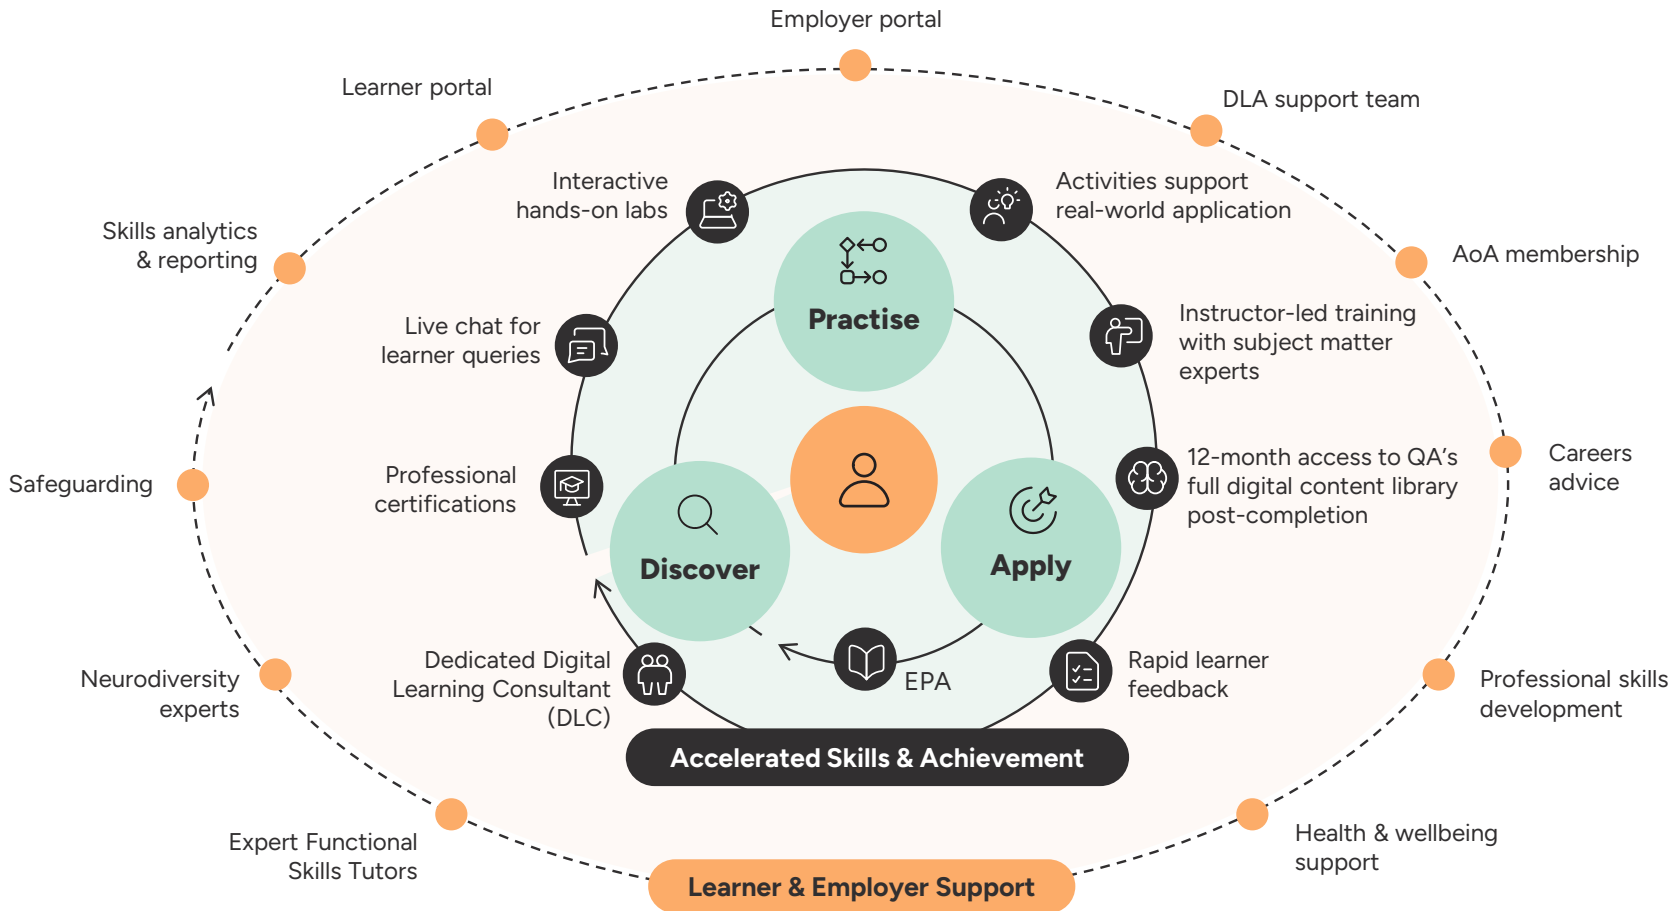 Employer portal
Learner portal
DLA support team
Interactive
hands-on labs
Activities support
real-world application
Skills analytics
& reporting
AoA membership
Practise
Live chat for
learner queries
Instructor-led training
with subject matter
experts
Safeguarding
Professional
certifications
12-month access to QA’s
full digital content library
post-completion
Careers
advice
Discover
Apply
Neurodiversity
experts
Dedicated Digital
Learning Consultant
(DLC)
EPA
Rapid learner
feedback
Professional skills
development
Accelerated Skills & Achievement
Expert Functional
Skills Tutors
Health & wellbeing
support
Learner & Employer Support